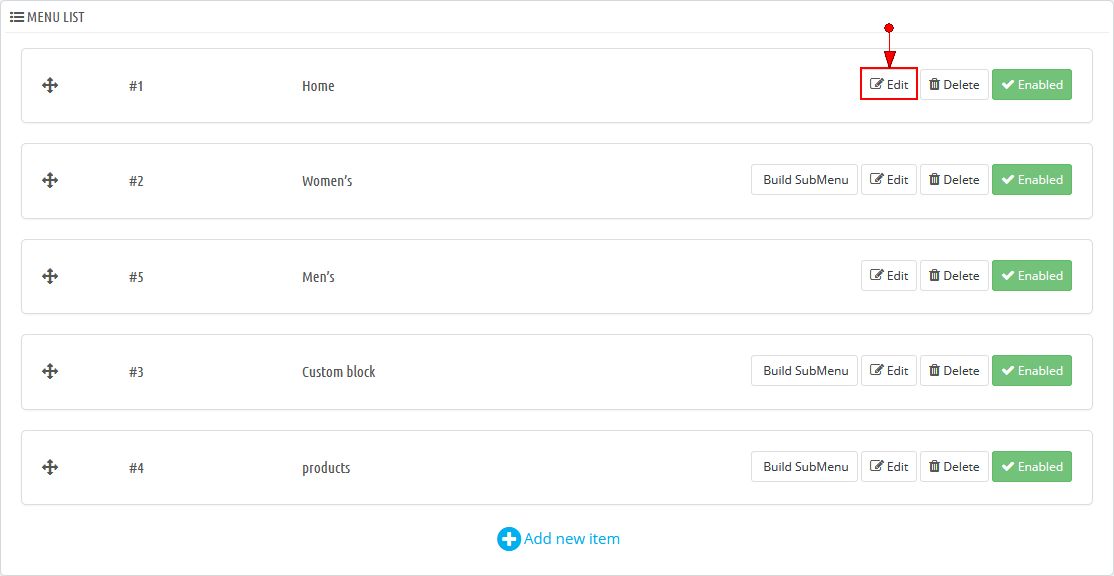 MENU LIST
#1 Home Edit Delete Enabled
#2 Women’s Build SubMenu Edit Delete Enabled
#5 Men’s Edit Delete Enabled
#3 Custom block Build SubMenu Edit Delete Enabled
#4 products Build SubMenu Edit Delete Enabled
Add new item